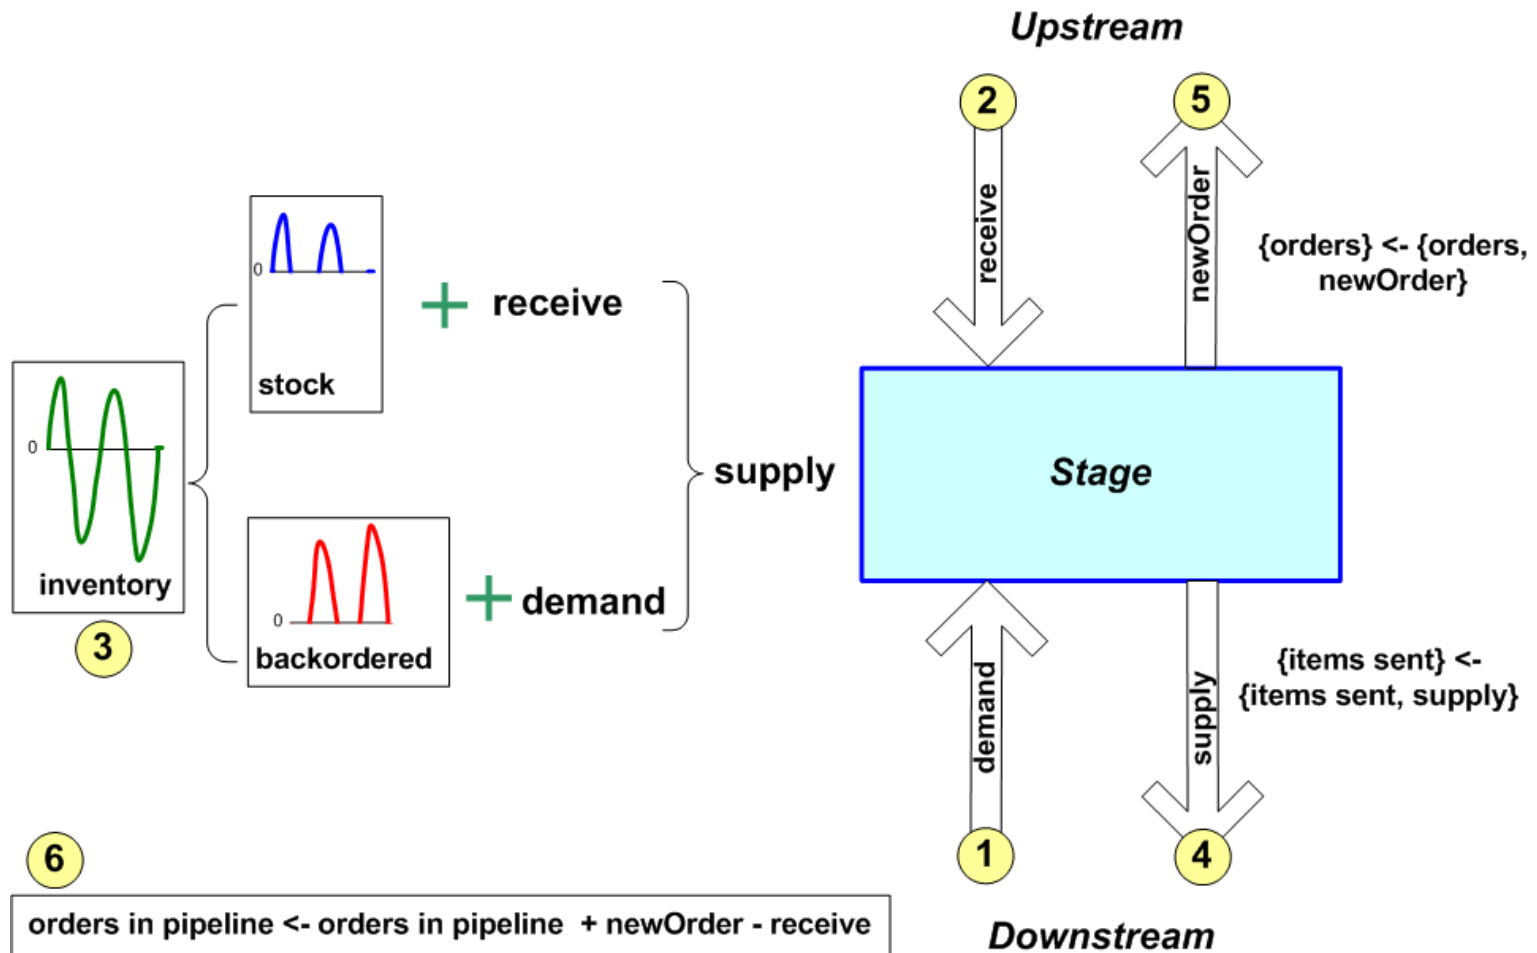 Upstream
2
5
receive
newOrder
{orders} <- {orders,
newOrder}
0
stock
receive
0
inventory
3
supply
Stage
0
backordered
demand
demand
supply
{items sent} <-
{items sent, supply}
1
4
6
orders in pipeline <- orders in pipeline + newOrder - receive
Downstream